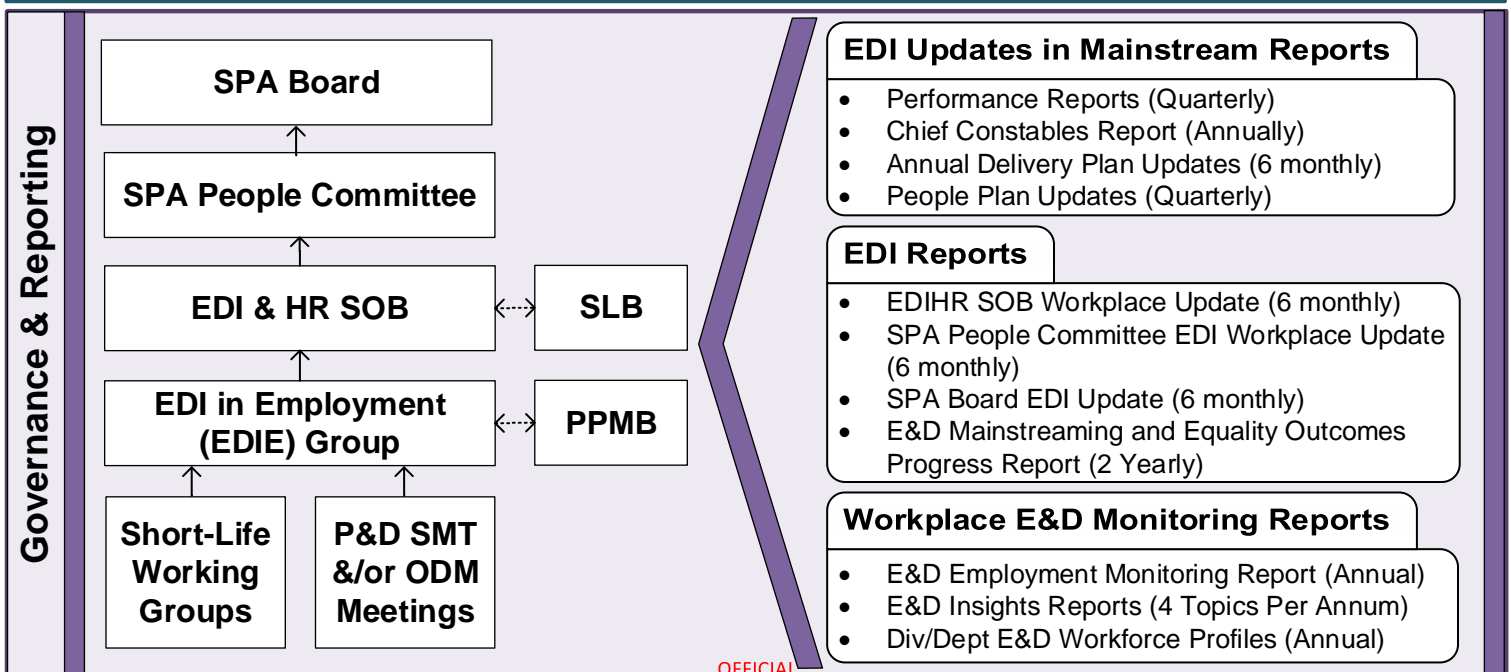 Governance & Reporting
SPA Board
SPA People Committee
EDI & HR SOB
SLB
EDI in Employment
(EDIE) Group
PPMB
Short-Life
Working
Groups
P&D SMT
&/or ODM
Meetings
EDI Updates in Mainstream Reports
• Performance Reports (Quarterly)
• Chief Constables Report (Annually)
• Annual Delivery Plan Updates (6 monthly)
• People Plan Updates (Quarterly)
EDI Reports
• EDIHR SOB Workplace Update (6 monthly)
• SPA People Committee EDI Workplace Update
(6 monthly)
• SPA Board EDI Update (6 monthly)
• E&D Mainstreaming and Equality Outcomes
Progress Report (2 Yearly)
Workplace E&D Monitoring Reports
• E&D Employment Monitoring Report (Annual)
• E&D Insights Reports (4 Topics Per Annum)
• Div/Dept E&D Workforce Profiles (Annual)
OFFICIAL